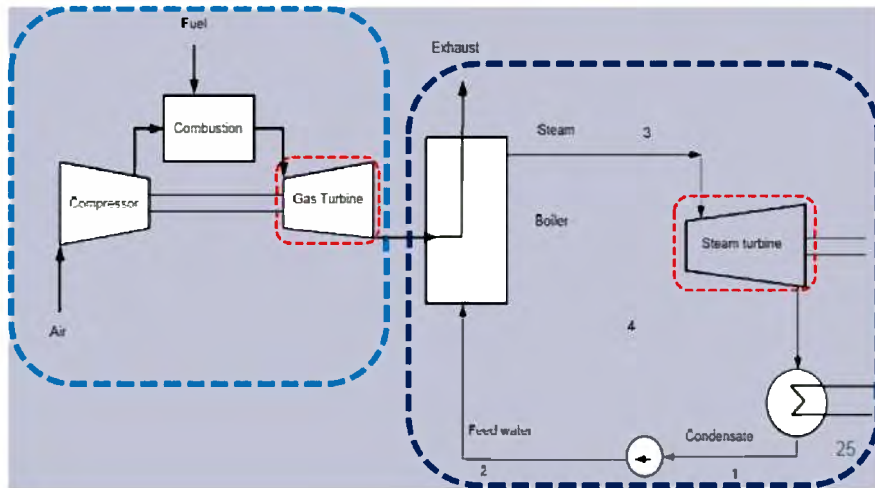 Fuel
Exhaust
Combustion
Steam
3
Compressor
Gas Turbine
Boiler
Steam turbine
Air
4
Feed water
Condensate
25
2
1